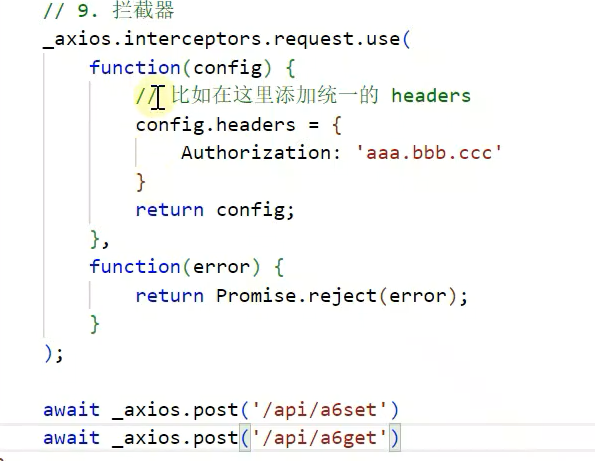 // 9. 拦截器
_axios.interceptors.request.use(
function(config) {
// 比如在这里添加统一的 headers
config.headers = {
Authorization: 'aaa.bbb.ccc'
}
return config;
},
function(error) {
return Promise.reject(error);
}
);
await _axios.post('/api/a6set')
await _axios.post('/api/a6get')